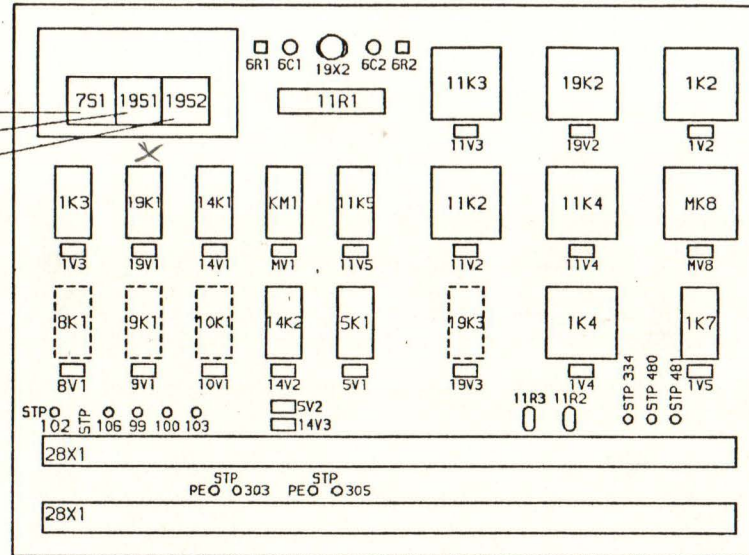 6R1 6C1 19X2 6C2 6R2
7S1 19S1 19S2
11R1
11K3 19K2 1K2
11V3 19V2 1V2
1K3 19K1 14K1 KM1 11K5 11K2 11K4 MK8
1V3 19V1 14V1 MV1 11V5 11V2 11V4 MV8
8K1 9K1 10K1 14K2 5K1 19K3 1K4 1K7
8V1 9V1 10V1 14V2 5V1 19V3 1V4 1V5
STP 334 STP 480 STP 481
11R3 11R2
5V2
14V3
STP 102 STP 106 99 100 103
28X1
STP STP
PE 303 PE 305
28X1